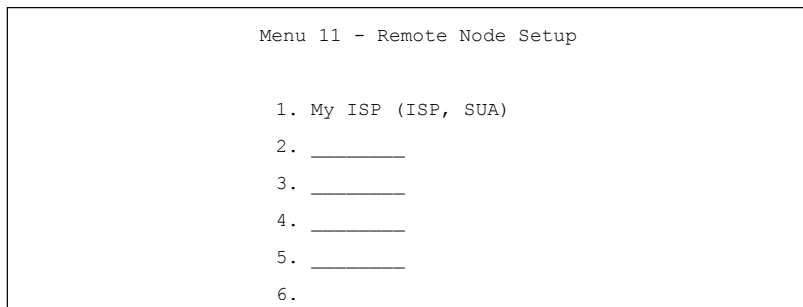 Menu 11 - Remote Node Setup
1. My ISP (ISP, SUA)
2. ________
3. ________
4. ________
5. ________
6.